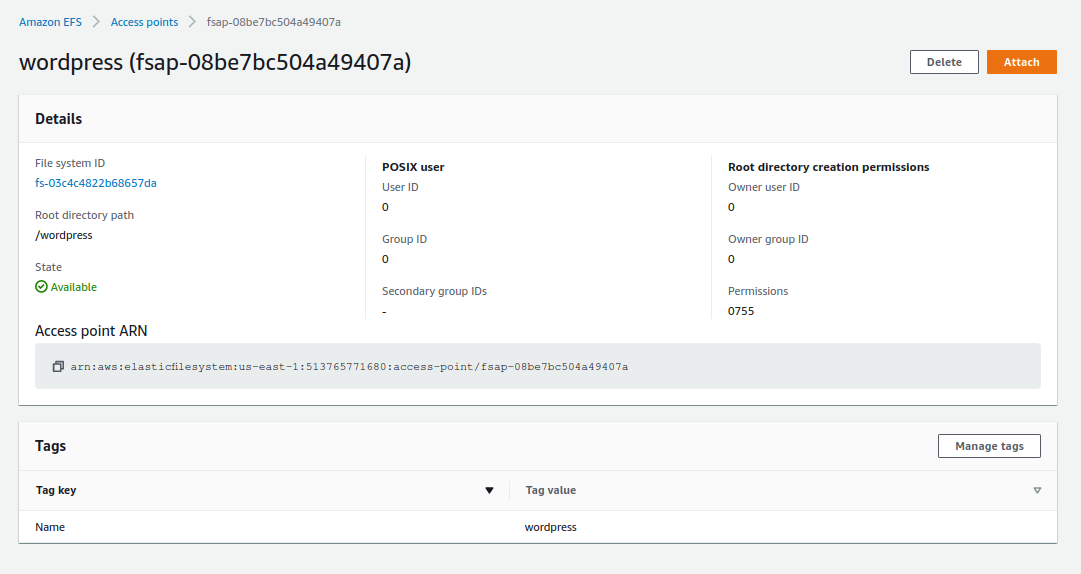 Amazon EFS > Access points > fsap-08be7bc504a49407a
wordpress (fsap-08be7bc504a49407a)
Delete
Attach
Details
File system ID
fs-03c4c4822b68657da
Root directory path
/wordpress
State
Available
POSIX user
User ID
0
Group ID
0
Secondary group IDs
-
Root directory creation permissions
Owner user ID
0
Owner group ID
0
Permissions
0755
Access point ARN
arn:aws:elasticfilesystem:us-east-1:513765771680:access-point/fsap-08be7bc504a49407a
Tags
Manage tags
Tag key
Tag value
Name
wordpress